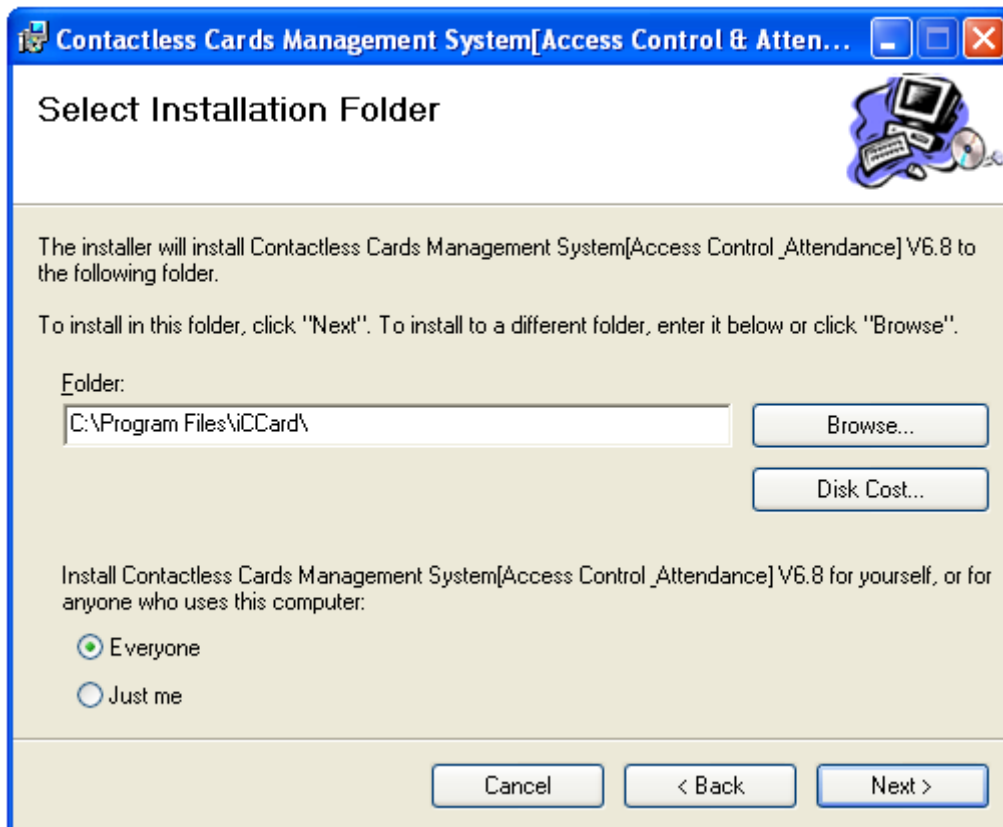 Contactless Cards Management System[Access Control & Atten...
Select Installation Folder
The installer will install Contactless Cards Management System[Access Control _Attendance] V6.8 to
the following folder.
To install in this folder, click "Next". To install to a different folder, enter it below or click "Browse".
Folder:
C:\Program Files\iCCard\
Browse...
Disk Cost...
Install Contactless Cards Management System[Access Control _Attendance] V6.8 for yourself, or for
anyone who uses this computer:
Everyone
Just me
Cancel
< Back
Next >